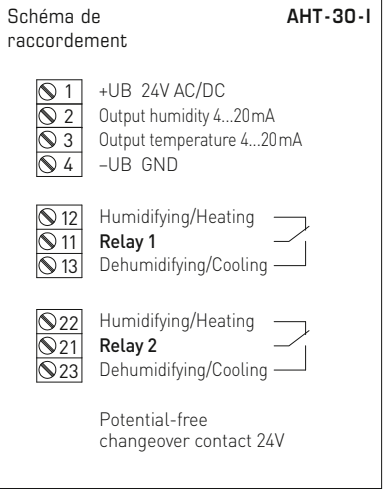 Schéma de raccordement
AHT-30-I
1 +UB 24V AC/DC
2 Output humidity 4...20mA
3 Output temperature 4...20mA
4 –UB GND
12 Humidifying/Heating
11 Relay 1
13 Dehumidifying/Cooling
22 Humidifying/Heating
21 Relay 2
23 Dehumidifying/Cooling
Potential-free
changeover contact 24V